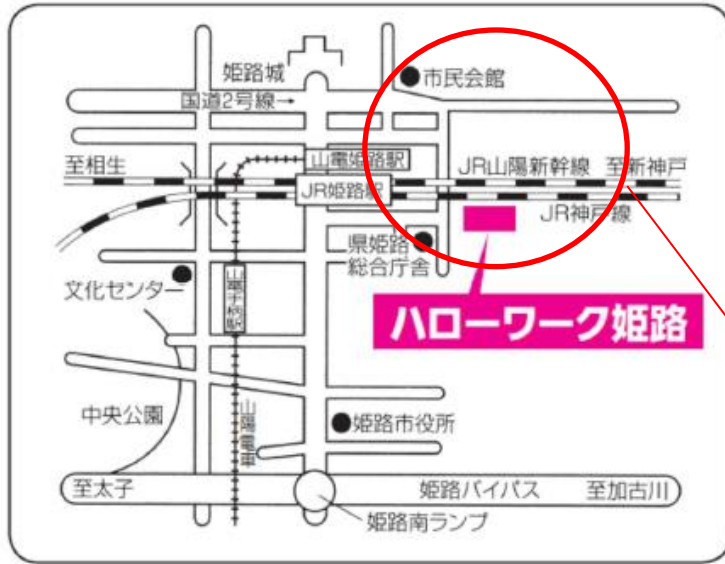 姫路城
市民会館
国道2号線→
山電姫路駅
至相生
JR山陽新幹線
至新神戸
JR姫路駅
JR神戸線
県姫路
総合庁舎
文化センター
山電手柄駅
ハローワーク姫路
中央公園
山陽電車
姫路市役所
至太子
姫路バイパス
至加古川
姫路南ランプ